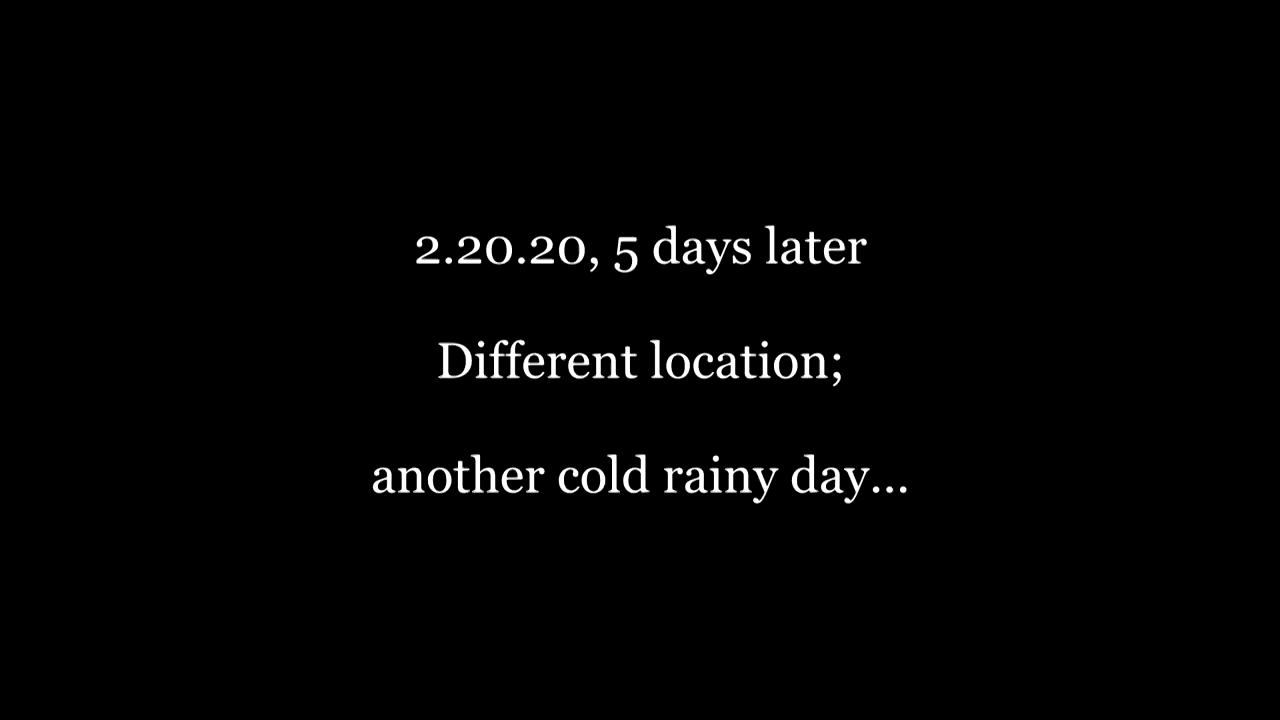 2.20.20, 5 days later
Different location;
another cold rainy day...